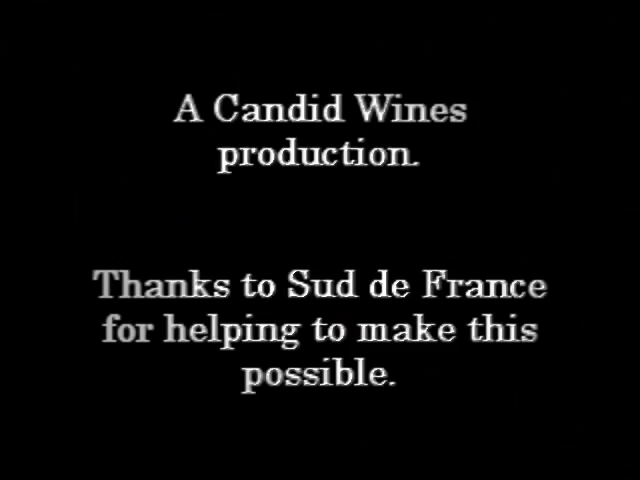 A Candid Wines
production.
Thanks to Sud de France
for helping to make this
possible.